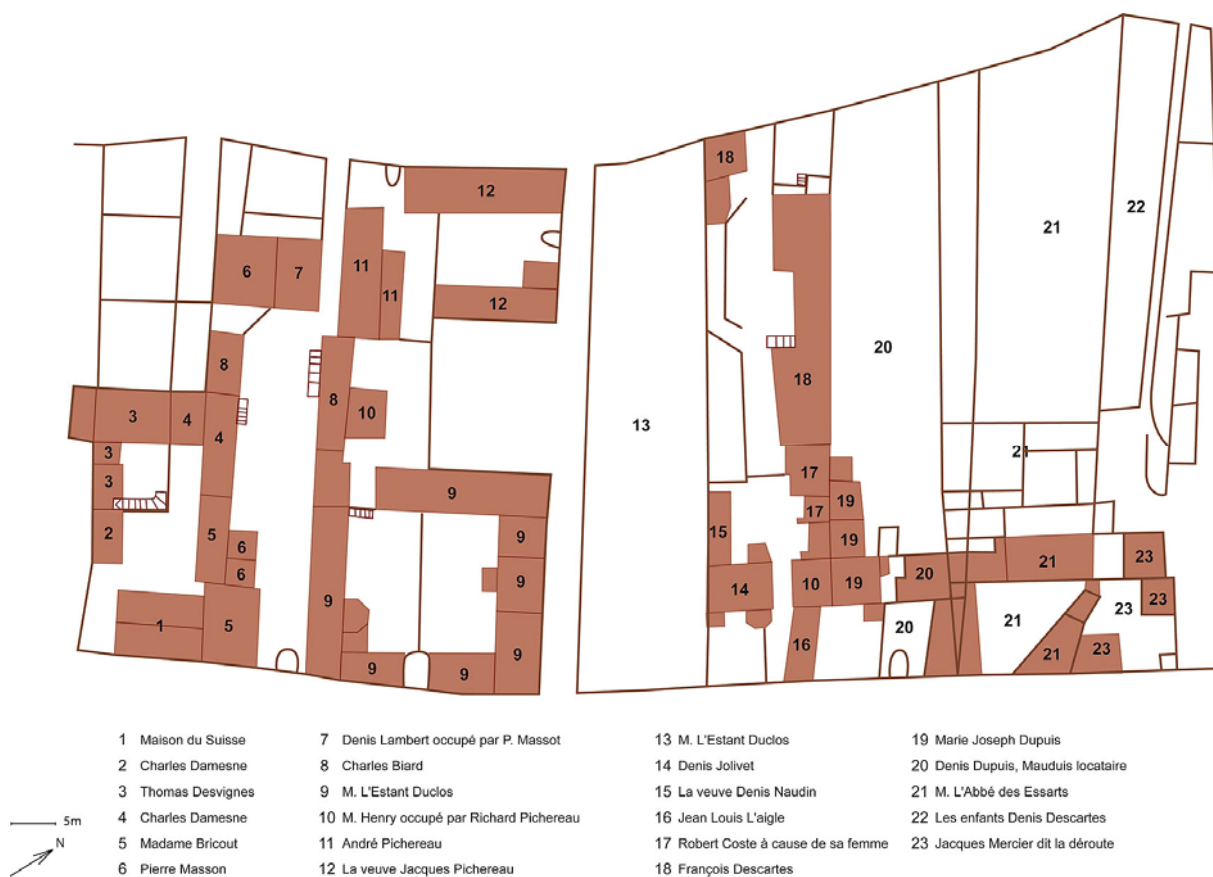 18
12
22
21
6
7
11
11
12
20
8
18
8
10
3
4
4
13
3
21
17
3
9
19
17
15
2
5
6
9
19
6
9
20
21
23
14
10
19
9
23
1
5
9
16
20
21
23
21
23
9
9
9
1 Maison du Suisse
2 Charles Damesne
3 Thomas Desvignes
4 Charles Damesne
5 Madame Bricout
6 Pierre Masson
7 Denis Lambert occupé par P. Massot
8 Charles Biard
9 M. L'Estant Duclos
10 M. Henry occupé par Richard Pichereau
11 André Pichereau
12 La veuve Jacques Pichereau
13 M. L'Estant Duclos
14 Denis Jolivet
15 La veuve Denis Naudin
16 Jean Louis L'aigle
17 Robert Coste à cause de sa femme
18 François Descartes
19 Marie Joseph Dupuis
20 Denis Dupuis, Mauduis locataire
21 M. L'Abbé des Essarts
22 Les enfants Denis Descartes
23 Jacques Mercier dit la déroute
5m
N